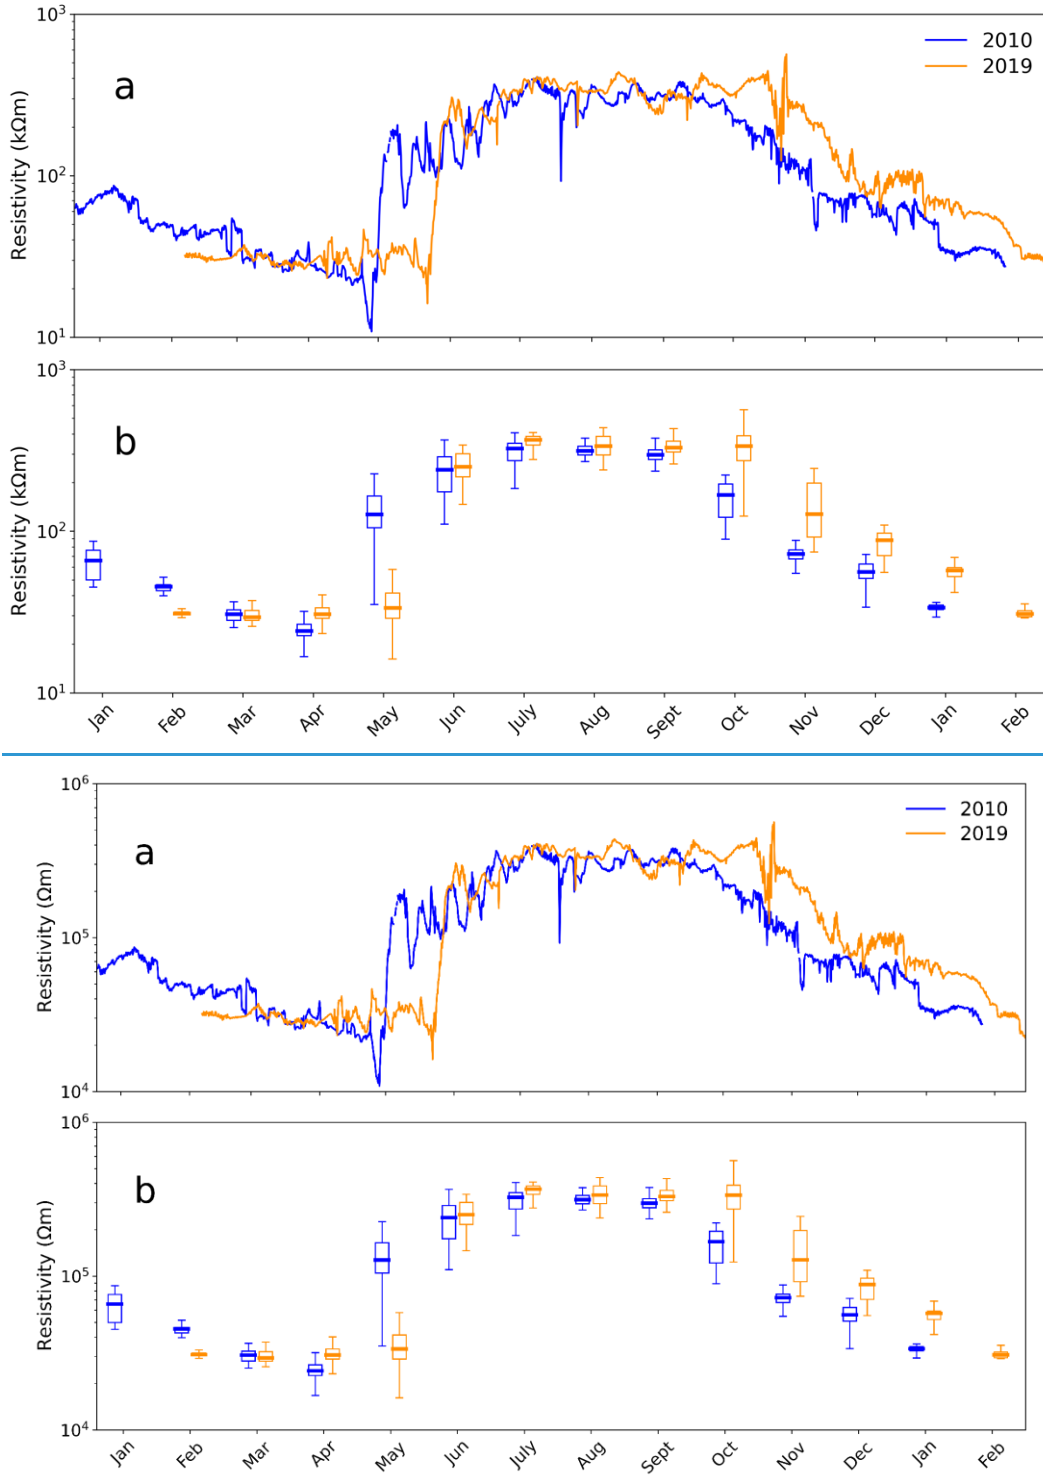 10³
2010
2019
a
Resistivity (kΩm)
10²
10¹
10³
b
Resistivity (kΩm)
10²
10¹
Jan Feb Mar Apr May Jun July Aug Sept Oct Nov Dec Jan Feb
10⁶
2010
2019
a
Resistivity (Ωm)
10⁵
10⁴
10⁶
b
Resistivity (Ωm)
10⁵
10⁴
Jan Feb Mar Apr May Jun July Aug Sept Oct Nov Dec Jan Feb